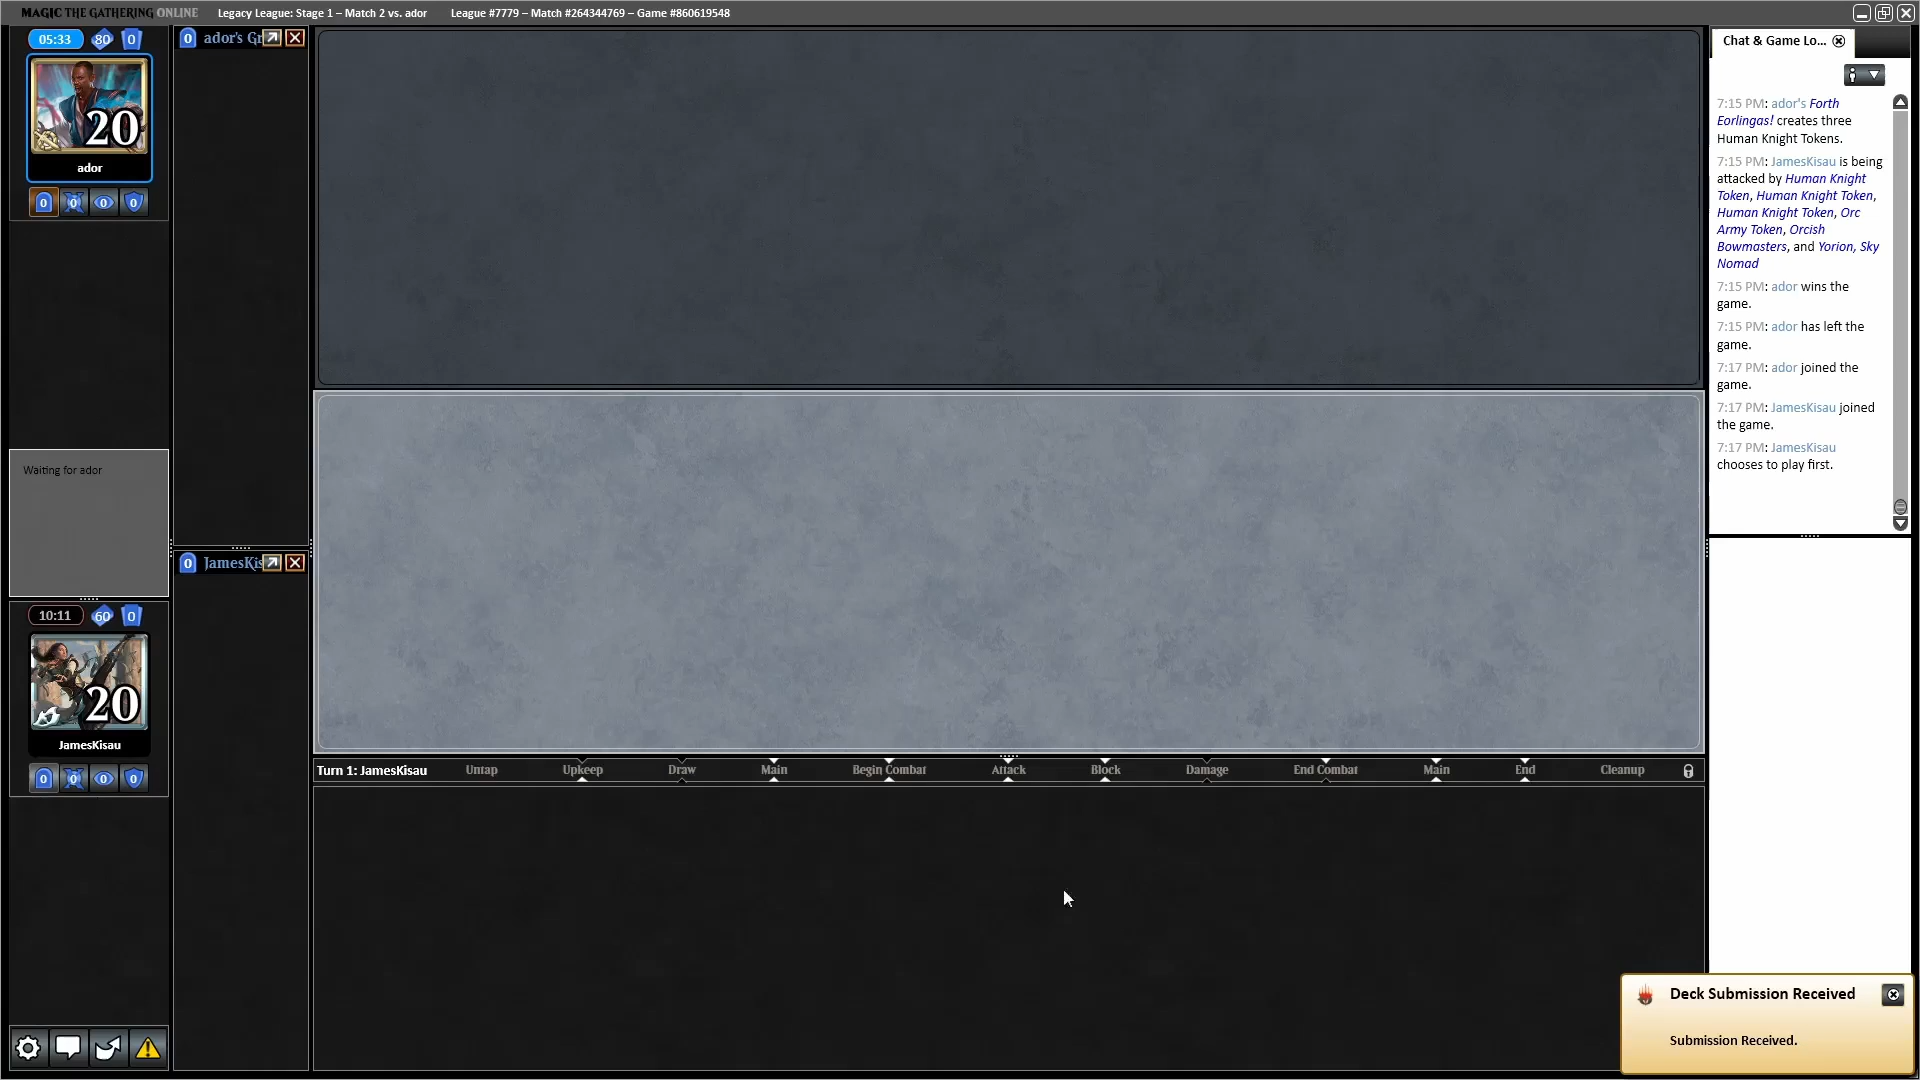 MAGIC THE GATHERING ONLINE Legacy League: Stage 1 – Match 2 vs. ador League #7779 – Match #264344769 – Game #860619548
05:33 80 0
20
ador
0 0 0 0
0 ador's Gr
Waiting for ador
0 JamesKis
10:11 60 0
20
JamesKisau
0 0 0 0
Turn 1: JamesKisau Untap Upkeep Draw Main Begin Combat Attack Block Damage End Combat Main End Cleanup
Chat & Game Lo...
7:15 PM: ador's Forth
Eorlingas! creates three
Human Knight Tokens.
7:15 PM: JamesKisau is being
attacked by Human Knight
Token, Human Knight Token,
Human Knight Token, Orc
Army Token, Orcish
Bowmasters, and Yorion, Sky
Nomad
7:15 PM: ador wins the
game.
7:15 PM: ador has left the
game.
7:17 PM: ador joined the
game.
7:17 PM: JamesKisau joined
the game.
7:17 PM: JamesKisau
chooses to play first.
Deck Submission Received
Submission Received.